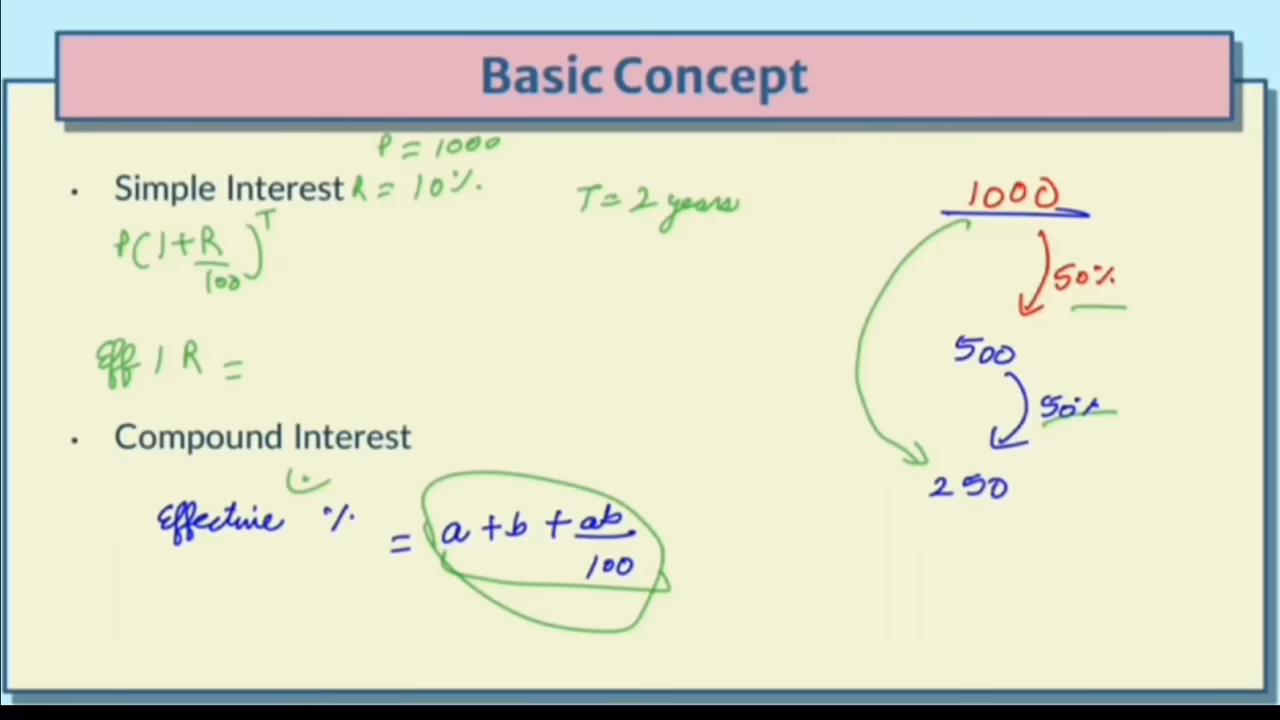 Basic Concept
P = 1000
• Simple Interest R = 10%
T = 2 years
P(1+R/100)^T
Eff I R =
• Compound Interest
Effective % = a + b + ab/100
1000
50%
500
50%
250